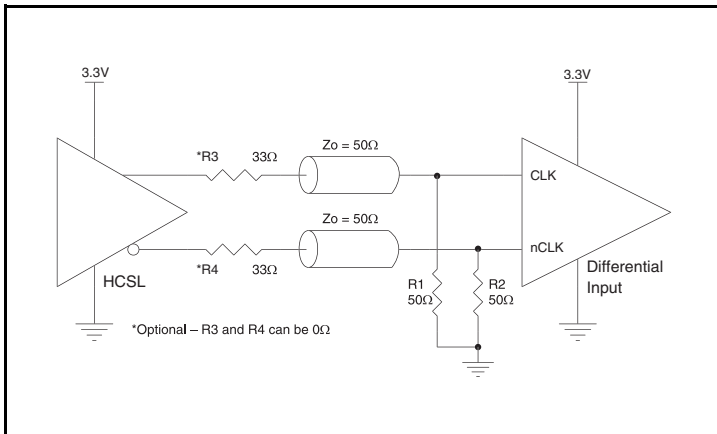 3.3V
3.3V
*R3 33Ω
Zo = 50Ω
CLK
Zo = 50Ω
nCLK
HCSL
*R4 33Ω
R1
50Ω
R2
50Ω
Differential
Input
*Optional – R3 and R4 can be 0Ω